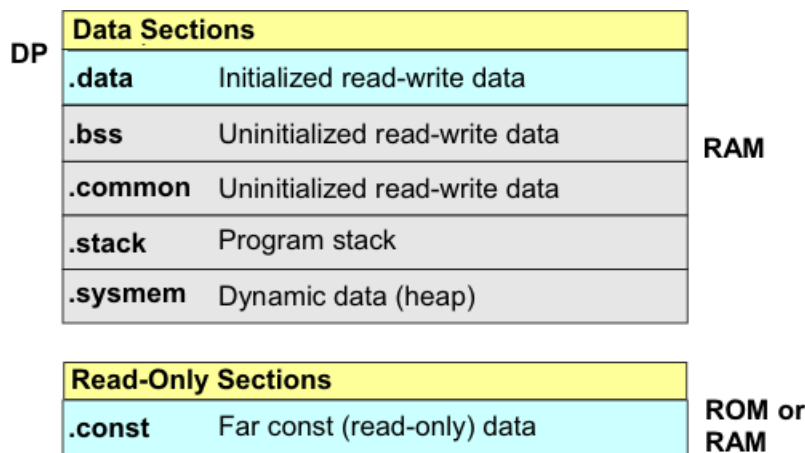 Data Sections
DP
.data Initialized read-write data
.bss Uninitialized read-write data
RAM
.common Uninitialized read-write data
.stack Program stack
.sysmem Dynamic data (heap)
Read-Only Sections
ROM or
.const Far const (read-only) data
RAM